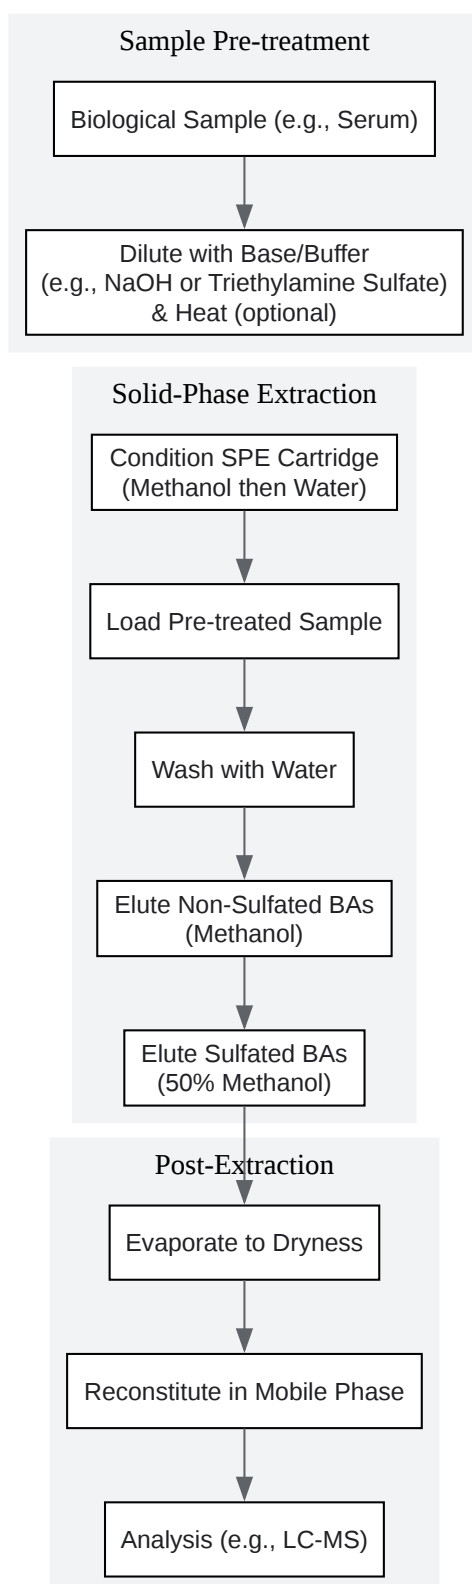 Sample Pre-treatment
Biological Sample (e.g., Serum)
Dilute with Base/Buffer
(e.g., NaOH or Triethylamine Sulfate)
& Heat (optional)
Solid-Phase Extraction
Condition SPE Cartridge
(Methanol then Water)
Load Pre-treated Sample
Wash with Water
Elute Non-Sulfated BAs
(Methanol)
Elute Sulfated BAs
(50% Methanol)
Post-Extraction
Evaporate to Dryness
Reconstitute in Mobile Phase
Analysis (e.g., LC-MS)